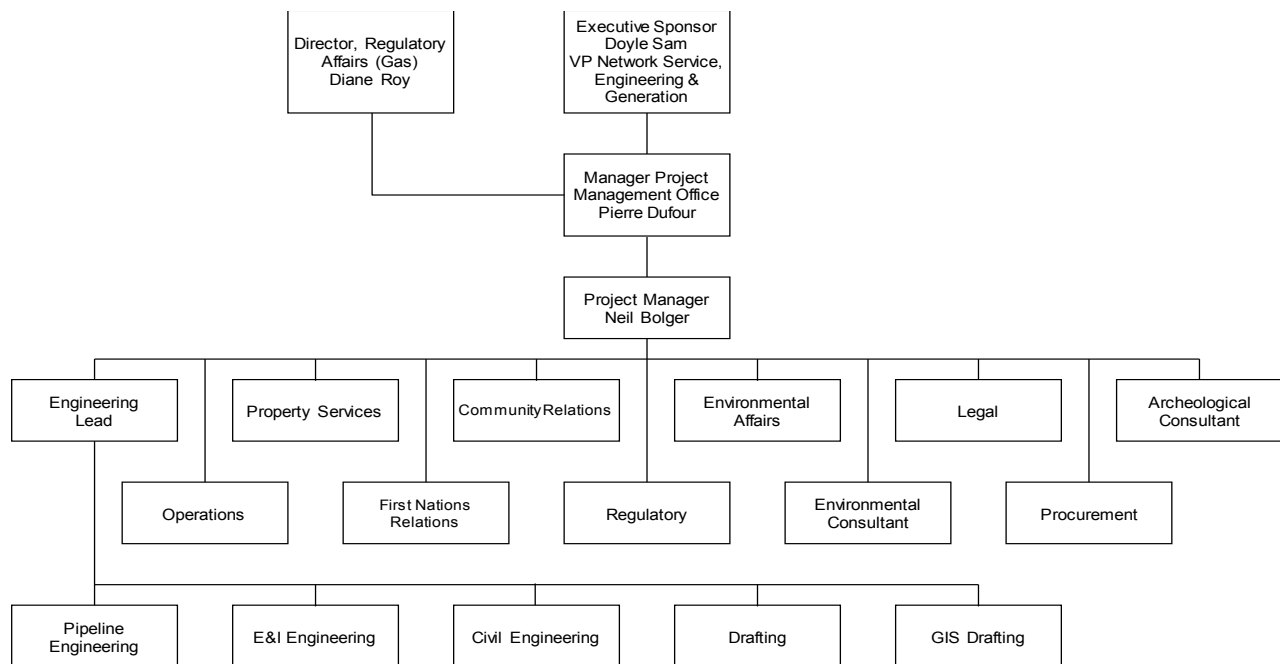 Director, Regulatory
Affairs (Gas)
Diane Roy
Executive Sponsor
Doyle Sam
VP Network Service,
Engineering &
Generation
Manager Project
Management Office
Pierre Dufour
Project Manager
Neil Bolger
Engineering
Lead
Property Services
Community Relations
Environmental
Affairs
Legal
Archeological
Consultant
Operations
First Nations
Relations
Regulatory
Environmental
Consultant
Procurement
Pipeline
Engineering
E&I Engineering
Civil Engineering
Drafting
GIS Drafting